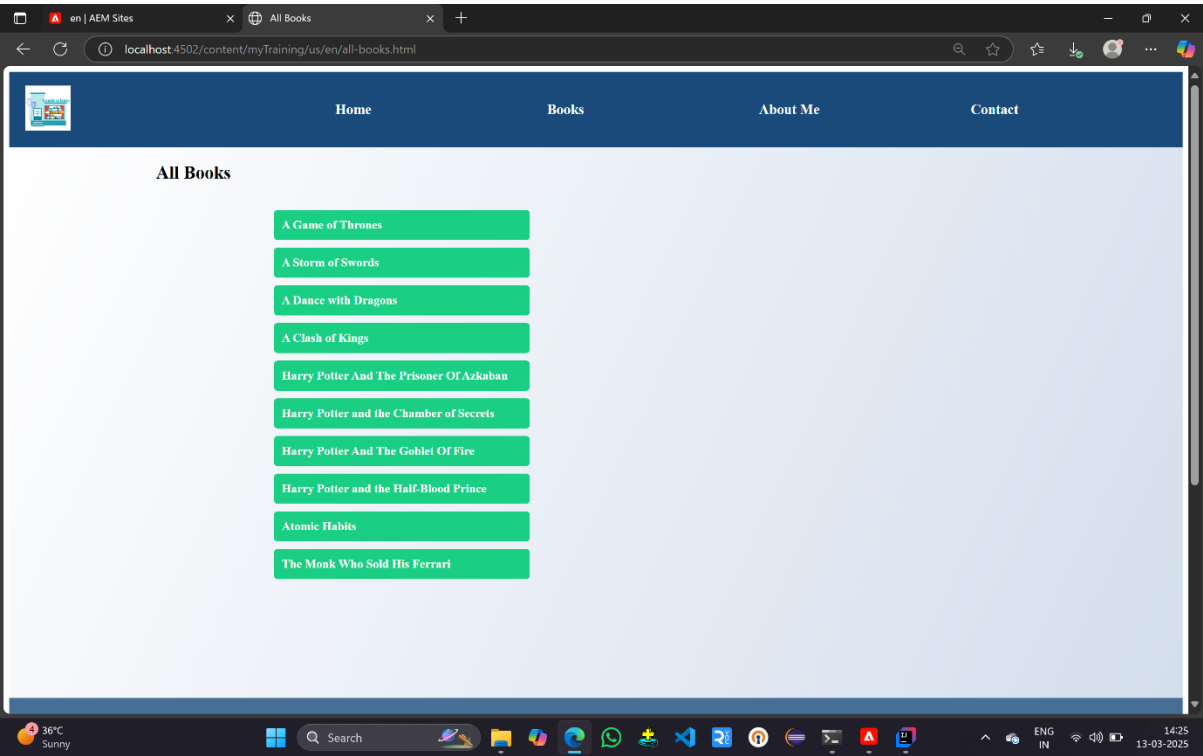 en | AEM Sites
All Books
localhost:4502/content/myTraining/us/en/all-books.html
Home Books About Me Contact
All Books
A Game of Thrones
A Storm of Swords
A Dance with Dragons
A Clash of Kings
Harry Potter And The Prisoner Of Azkaban
Harry Potter and the Chamber of Secrets
Harry Potter And The Goblet Of Fire
Harry Potter and the Half-Blood Prince
Atomic Habits
The Monk Who Sold His Ferrari
4
36°C
Sunny
Search
ENG
IN
14:25
13-03-2025